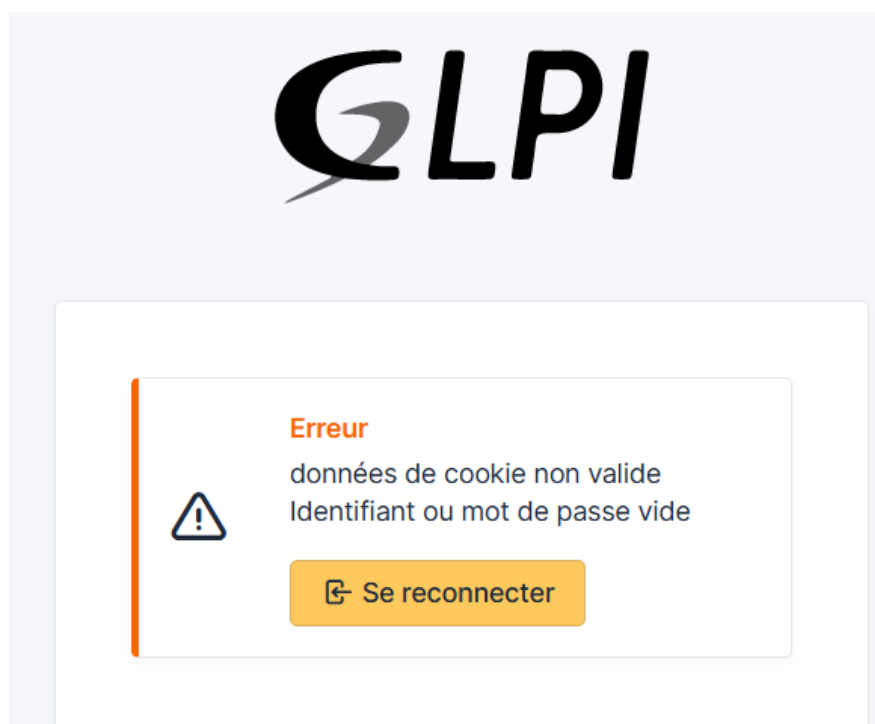 GLPI
Erreur
données de cookie non valide
Identifiant ou mot de passe vide
Se reconnecter